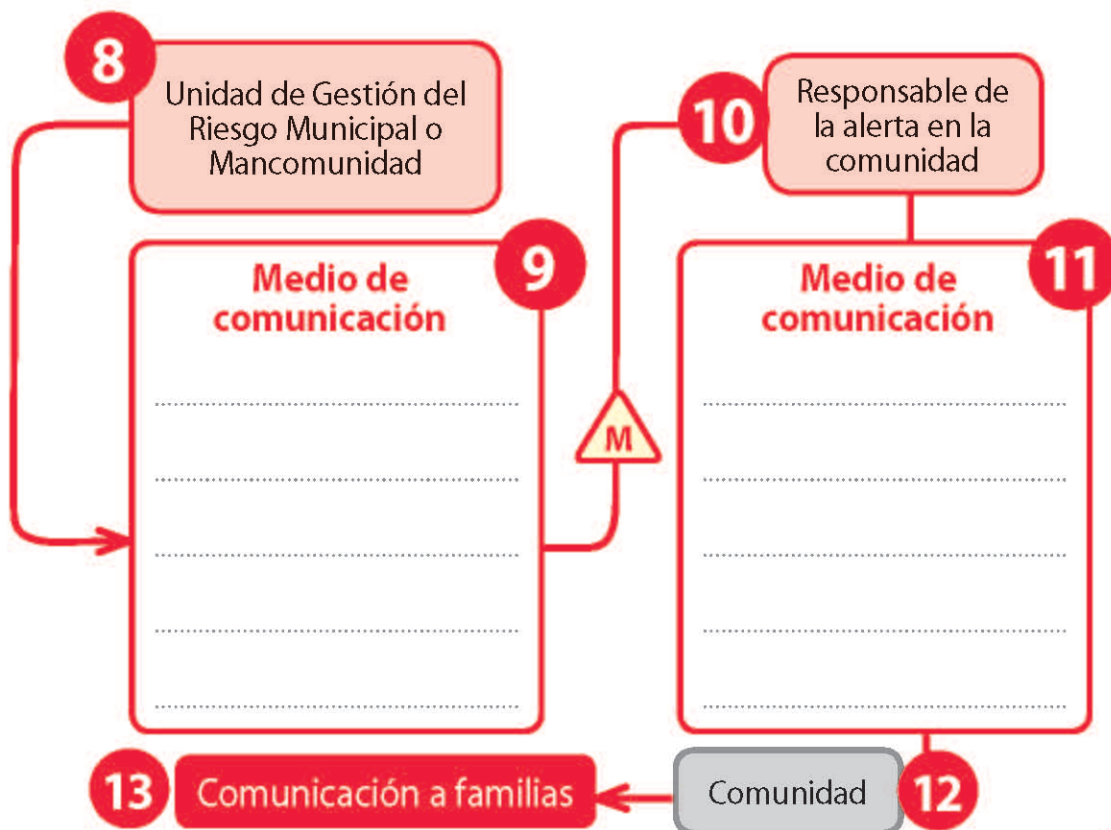 8
Unidad de Gestión del
Riesgo Municipal o
Mancomunidad
9
Medio de
comunicación
M
10
Responsable de
la alerta en la
comunidad
11
Medio de
comunicación
12
Comunidad
13
Comunicación a familias